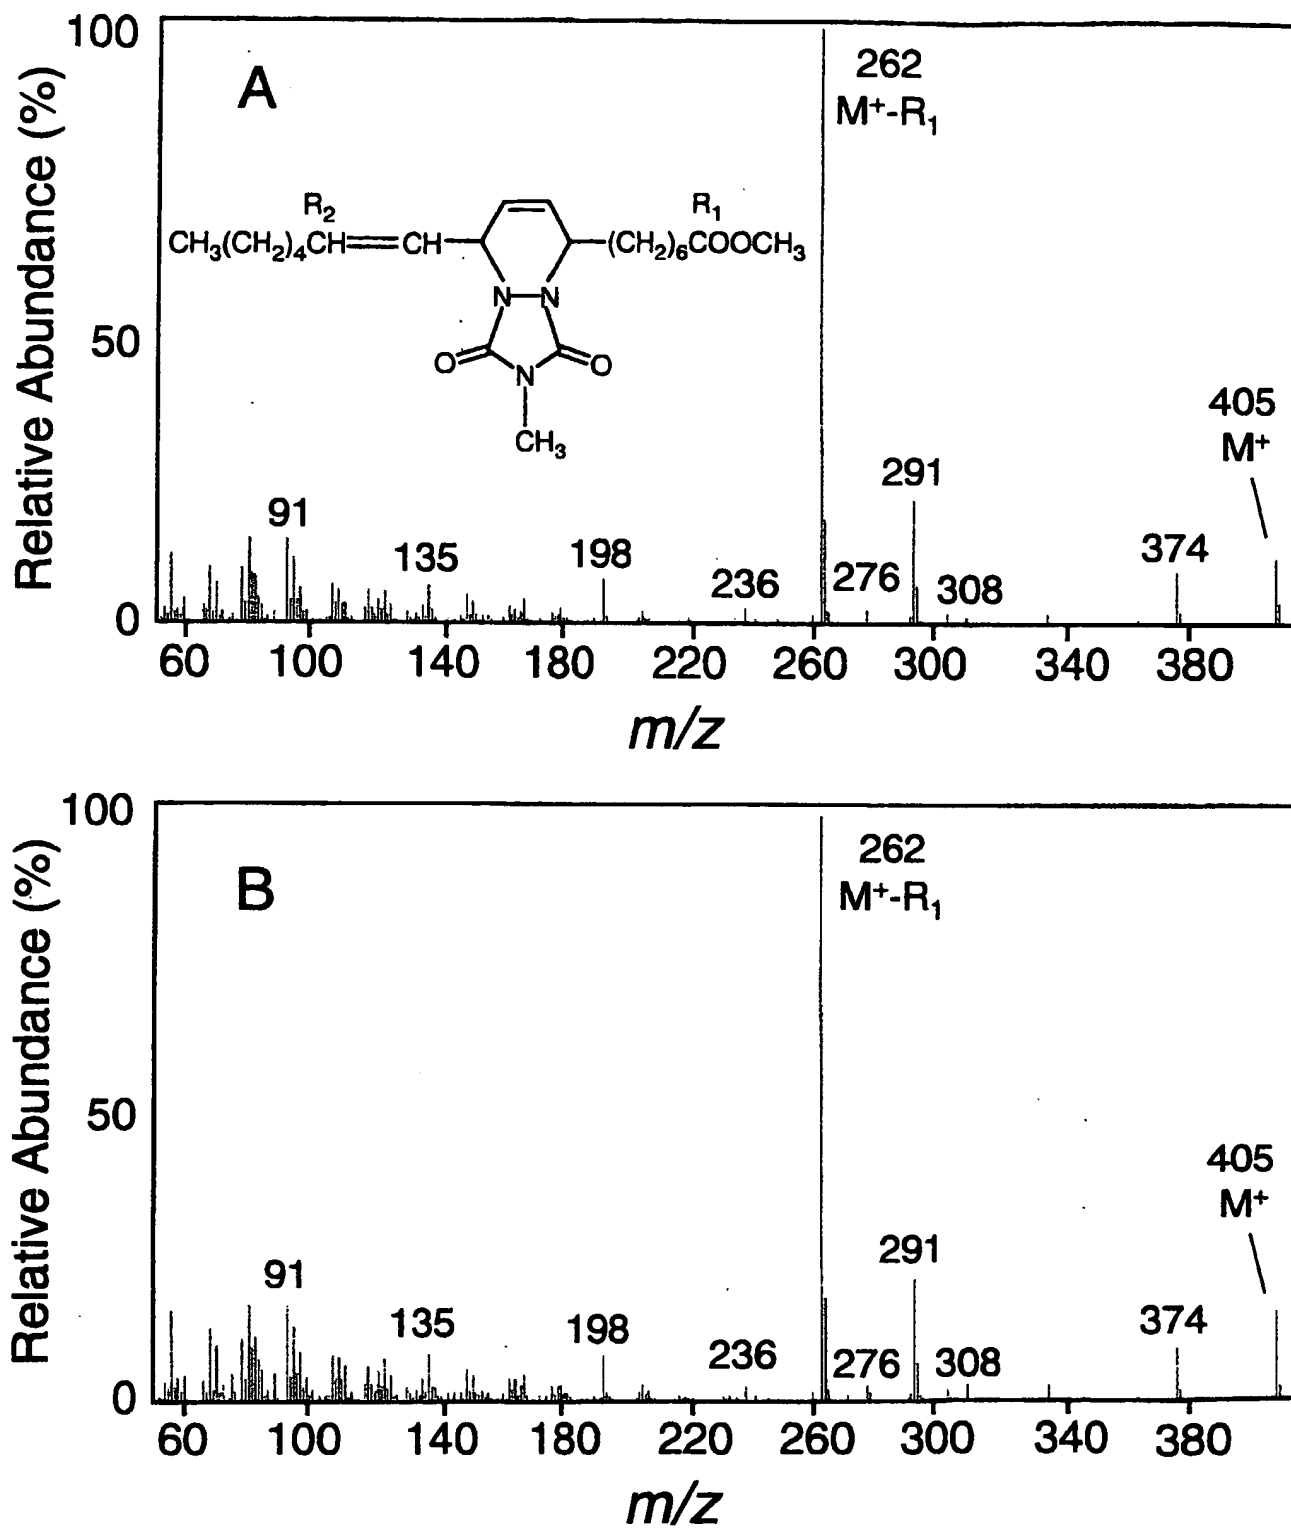 100
A
262
M⁺-R₁
R₂
R₁
CH₃(CH₂)₄CH=CH
(CH₂)₆COOCH₃
N N
50
O O
N
CH₃
405
M⁺
291
91
135
198
236
276
308
374
0
60 100 140 180 220 260 300 340 380
m/z
Relative Abundance (%)
100
B
262
M⁺-R₁
50
405
M⁺
291
91
135
198
236
276
308
374
0
60 100 140 180 220 260 300 340 380
m/z
Relative Abundance (%)